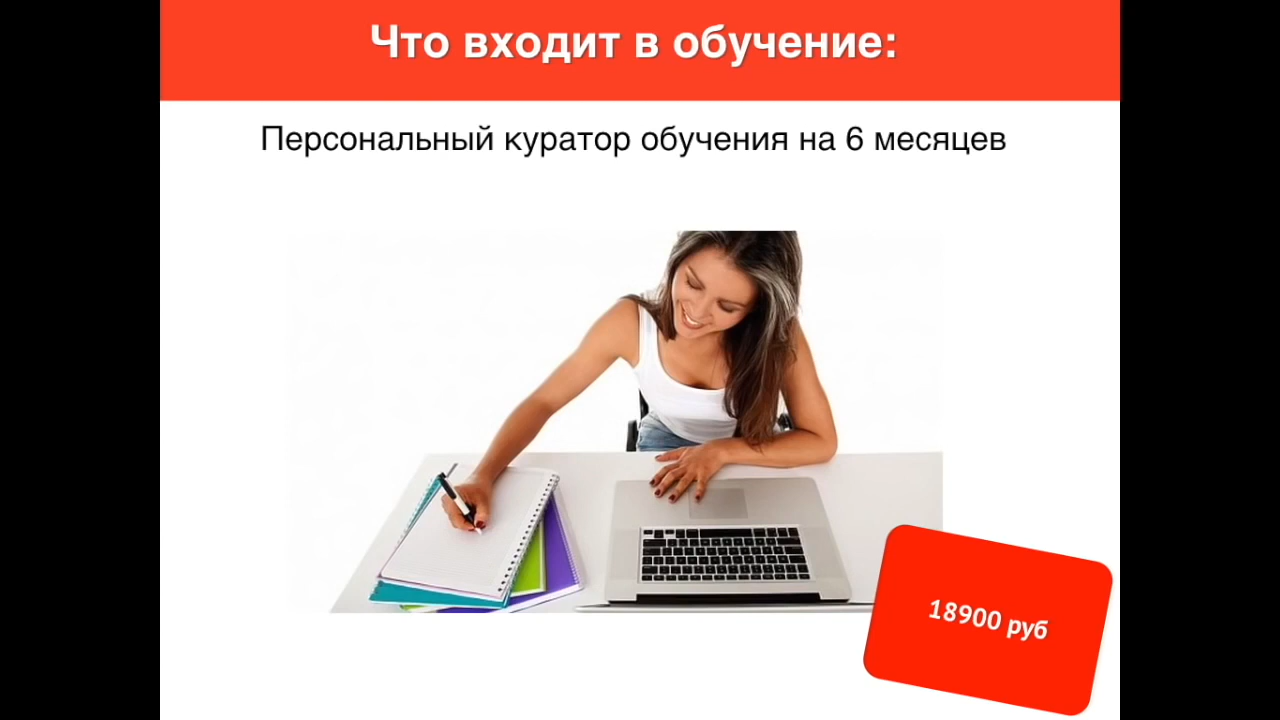 Что входит в обучение:
Персональный куратор обучения на 6 месяцев
18900 руб